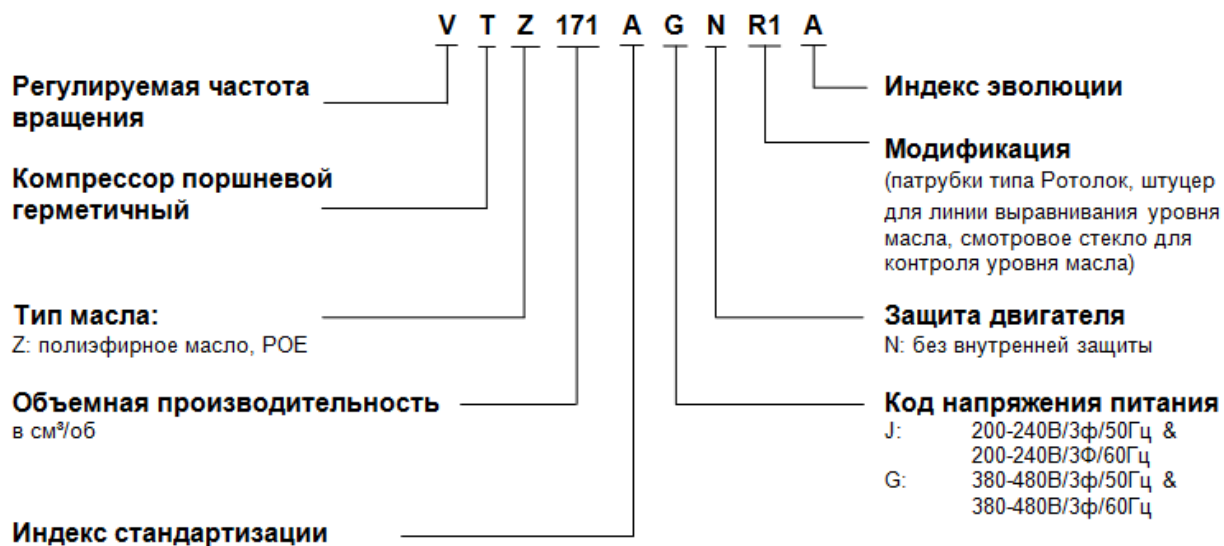 V T Z 171 A G N R1 A
Регулируемая частота
вращения
Компрессор поршневой
герметичный
Тип масла:
Z: полиэфирное масло, POE
Объемная производительность
в см³/об
Индекс стандартизации
Индекс эволюции
Модификация
(патрубки типа Ротолок, штуцер
для линии выравнивания уровня
масла, смотровое стекло для
контроля уровня масла)
Защита двигателя
N: без внутренней защиты
Код напряжения питания
J: 200-240В/3ф/50Гц &
200-240В/3Ф/60Гц
G: 380-480В/3ф/50Гц &
380-480В/3ф/60Гц